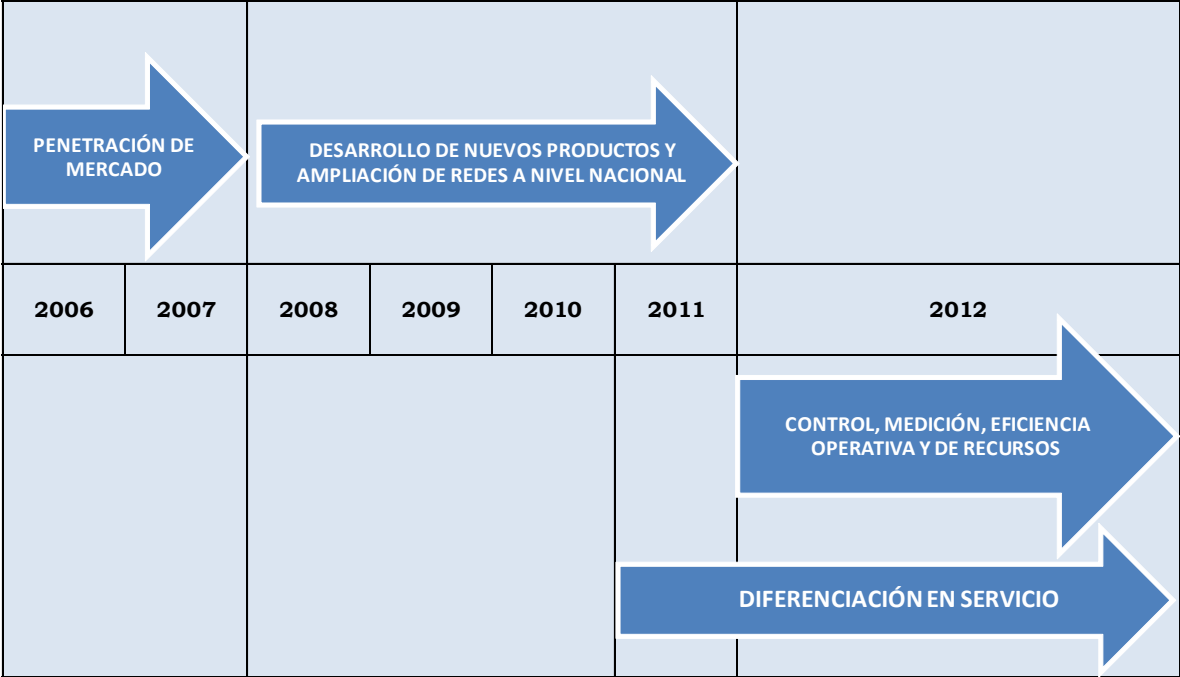 PENETRACIÓN DE
MERCADO
DESARROLLO DE NUEVOS PRODUCTOS Y
AMPLIACIÓN DE REDES A NIVEL NACIONAL
2006 2007 2008 2009 2010 2011 2012
CONTROL, MEDICIÓN, EFICIENCIA
OPERATIVA Y DE RECURSOS
DIFERENCIACIÓN EN SERVICIO